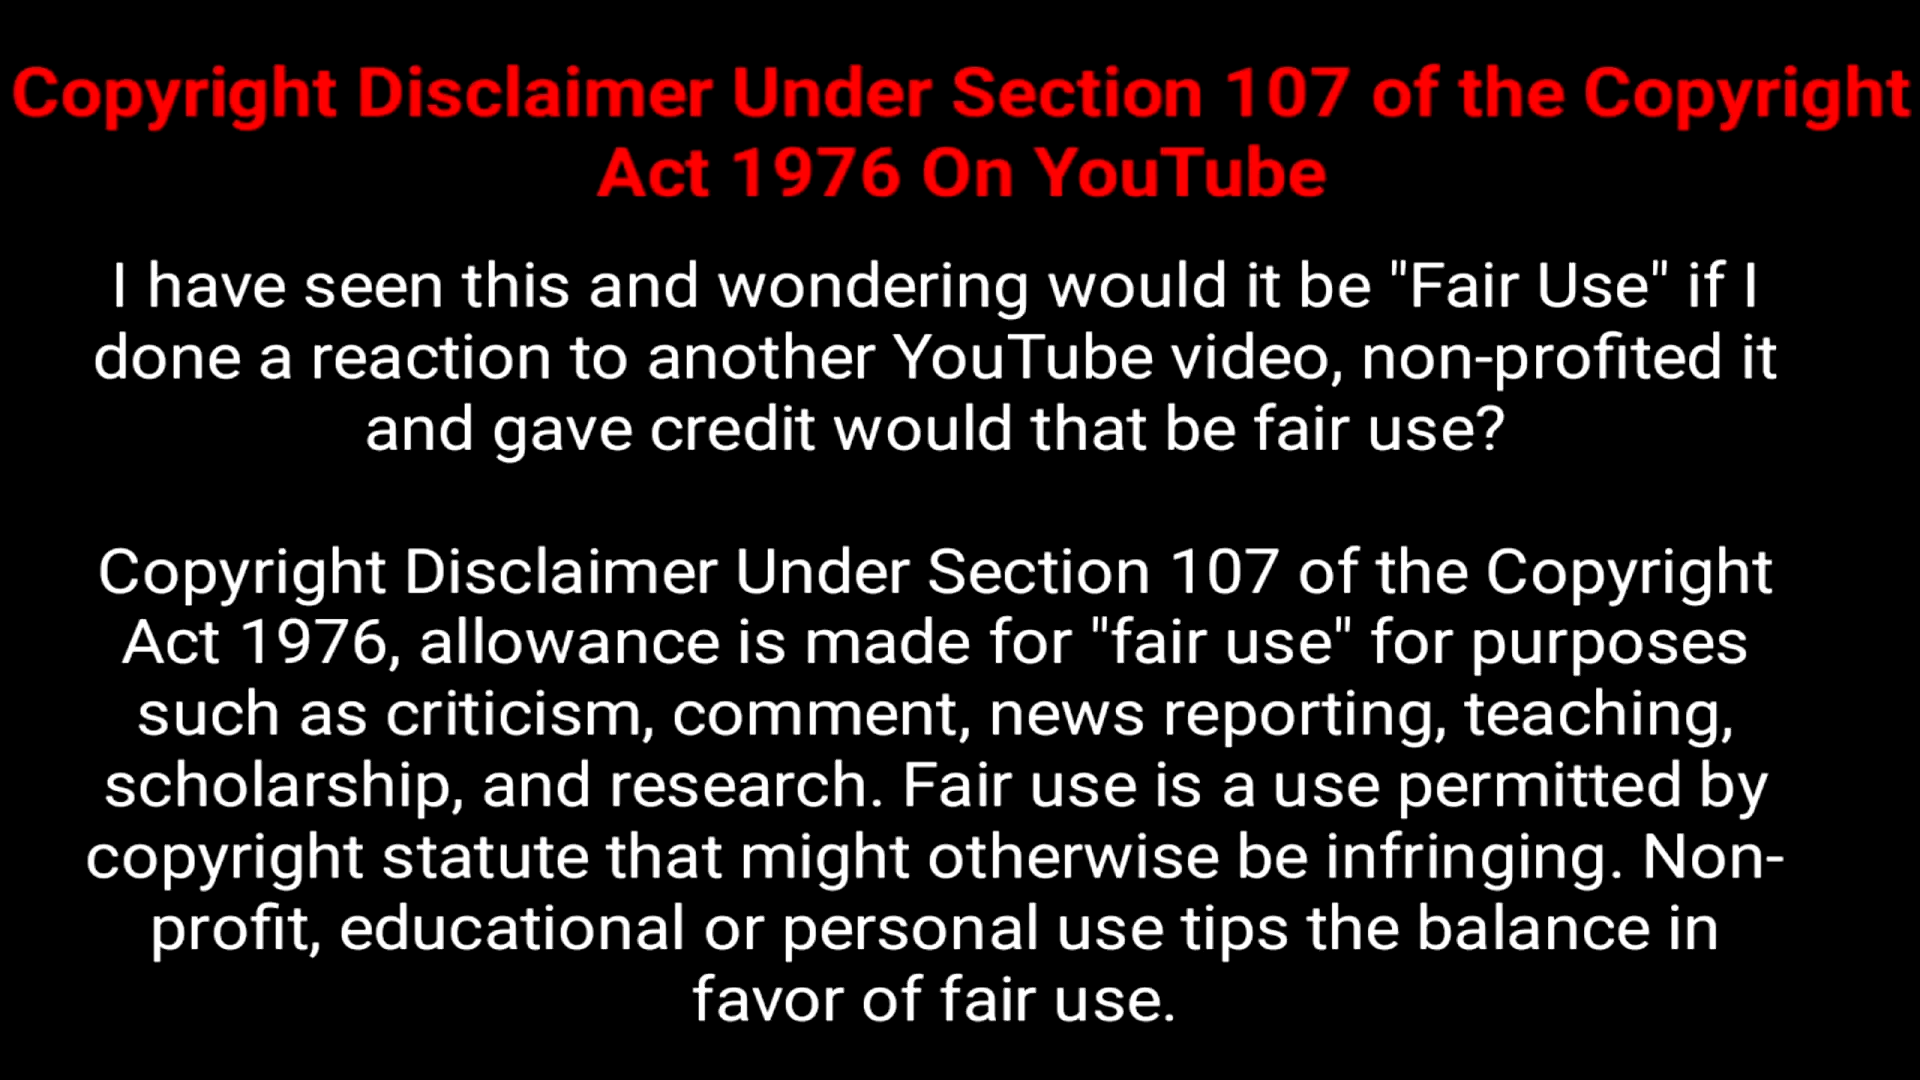 Copyright Disclaimer Under Section 107 of the Copyright
Act 1976 On YouTube
I have seen this and wondering would it be "Fair Use" if I
done a reaction to another YouTube video, non-profited it
and gave credit would that be fair use?
Copyright Disclaimer Under Section 107 of the Copyright
Act 1976, allowance is made for "fair use" for purposes
such as criticism, comment, news reporting, teaching,
scholarship, and research. Fair use is a use permitted by
copyright statute that might otherwise be infringing. Non-
profit, educational or personal use tips the balance in
favor of fair use.